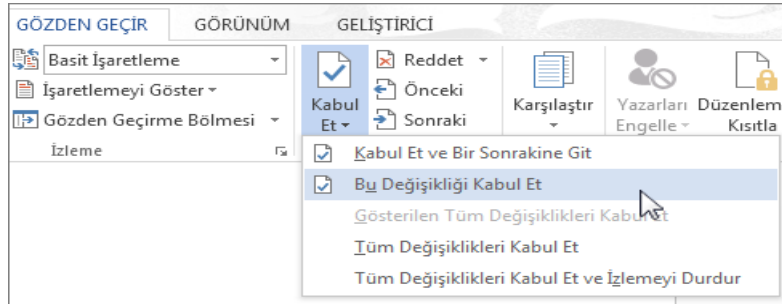 GÖZDEN GEÇİR GÖRÜNÜM GELİŞTİRİCİ
Basit İşaretleme
İşaretlemeyi Göster
Gözden Geçirme Bölmesi
İzleme
Kabul
Et
Reddet
Önceki
Sonraki
Karşılaştır
Yazarları
Engelle
Düzenlem
Kısıtla
Kabul Et ve Bir Sonrakine Git
Bu Değişikliği Kabul Et
Gösterilen Tüm Değişiklikleri Kabul Et
Tüm Değişiklikleri Kabul Et
Tüm Değişiklikleri Kabul Et ve İzlemeyi Durdur